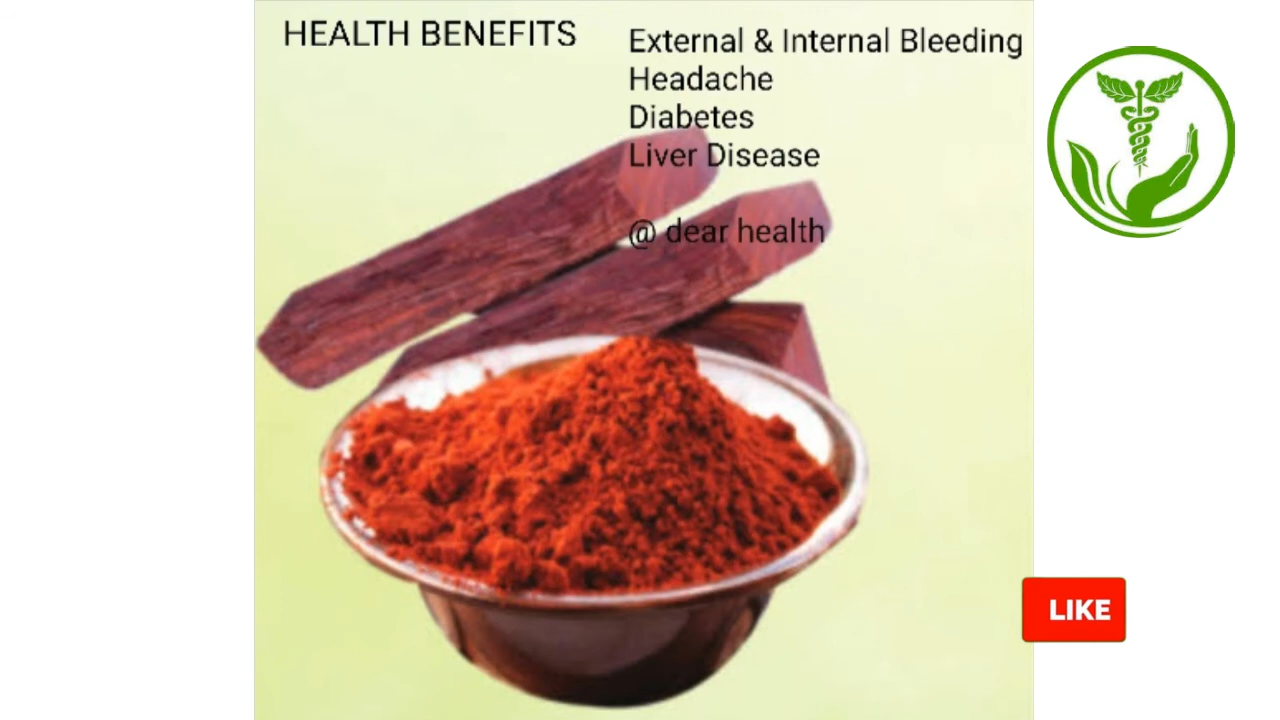 HEALTH BENEFITS
External & Internal Bleeding
Headache
Diabetes
Liver Disease
@ dear health
LIKE